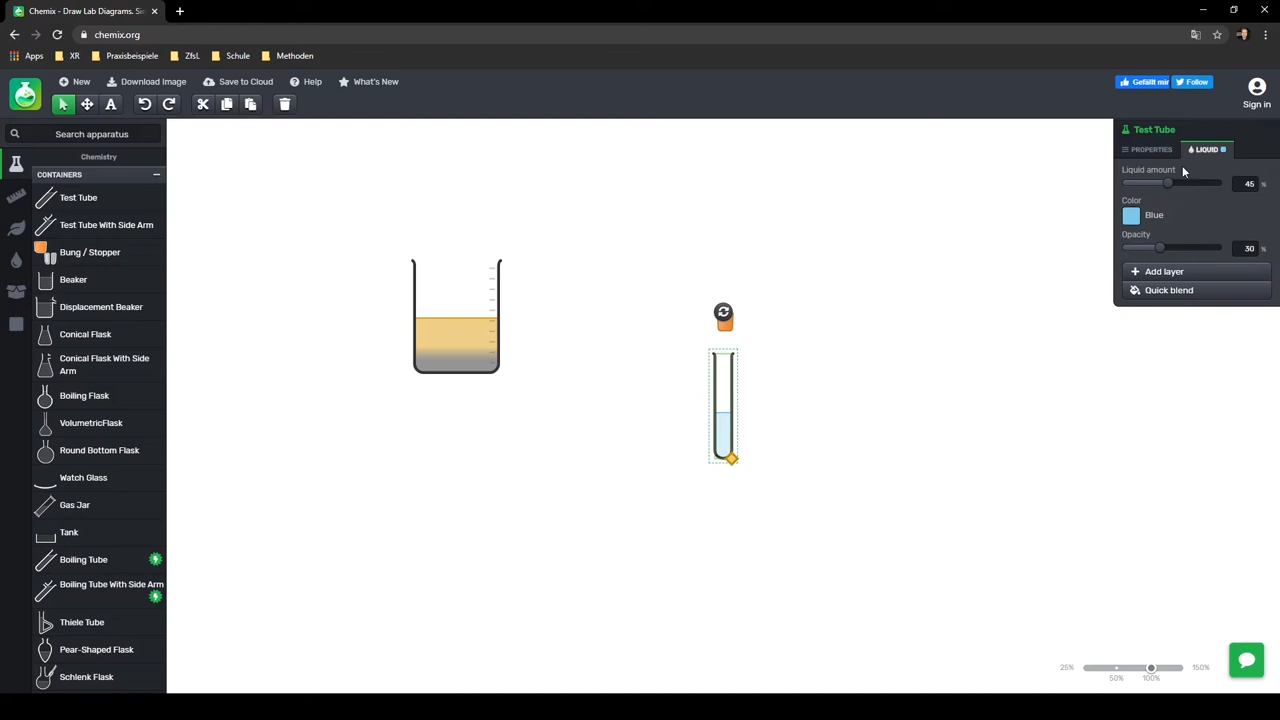 Chemix - Draw Lab Diagrams. Sim
chemix.org
Apps XR Praxisbeispiele ZfsL Schule Methoden
New Download Image Save to Cloud Help What's New
Gefällt mir Follow
Sign in
A
Search apparatus
Chemistry
CONTAINERS
Test Tube
Test Tube With Side Arm
Bung / Stopper
Beaker
Displacement Beaker
Conical Flask
Conical Flask With Side
Arm
Boiling Flask
VolumetricFlask
Round Bottom Flask
Watch Glass
Gas Jar
Tank
Boiling Tube
Boiling Tube With Side Arm
Thiele Tube
Pear-Shaped Flask
Schlenk Flask
Test Tube
PROPERTIES LIQUID
Liquid amount
45 %
Color
Blue
Opacity
30 %
Add layer
Quick blend
25% 150%
50% 100%